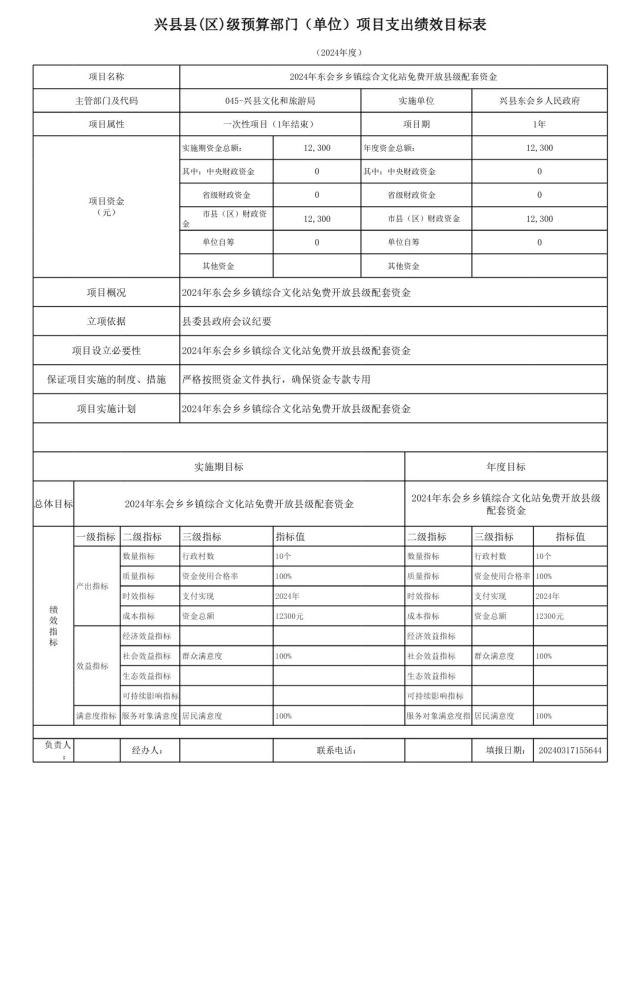 兴县县(区)级预算部门（单位）项目支出绩效目标表
（2024年度）
项目名称 2024年东会乡乡镇综合文化站免费开放县级配套资金
主管部门及代码 045-兴县文化和旅游局 实施单位 兴县东会乡人民政府
项目属性 一次性项目（1年结束） 项目期 1年
项目资金
（元）
实施期资金总额: 12,300 年度资金总额: 12,300
其中: 中央财政资金 0 其中: 中央财政资金 0
省级财政资金 0 省级财政资金 0
市县（区）财政资
金 12,300 市县（区）财政资金 12,300
单位自筹 0 单位自筹 0
其他资金 其他资金
项目概况 2024年东会乡乡镇综合文化站免费开放县级配套资金
立项依据 县委县政府会议纪要
项目设立必要性 2024年东会乡乡镇综合文化站免费开放县级配套资金
保证项目实施的制度、措施 严格按照资金文件执行，确保资金专款专用
项目实施计划 2024年东会乡乡镇综合文化站免费开放县级配套资金
实施期目标 年度目标
总体目标 2024年东会乡乡镇综合文化站免费开放县级配套资金 2024年东会乡乡镇综合文化站免费开放县级
配套资金
绩效指标
一级指标 二级指标 三级指标 指标值 二级指标 三级指标 指标值
产出指标
数量指标 行政村数 10个 数量指标 行政村数 10个
质量指标 资金使用合格率 100% 质量指标 资金使用合格率 100%
时效指标 支付实现 2024年 时效指标 支付实现 2024年
成本指标 资金总额 12300元 成本指标 资金总额 12300元
效益指标
经济效益指标 经济效益指标
社会效益指标 群众满意度 100% 社会效益指标 群众满意度 100%
生态效益指标 生态效益指标
可持续影响指标 可持续影响指标
满意度指标 服务对象满意度 居民满意度 100% 服务对象满意度指 居民满意度 100%
负责人
: 经办人: 联系电话: 填报日期: 20240317155644